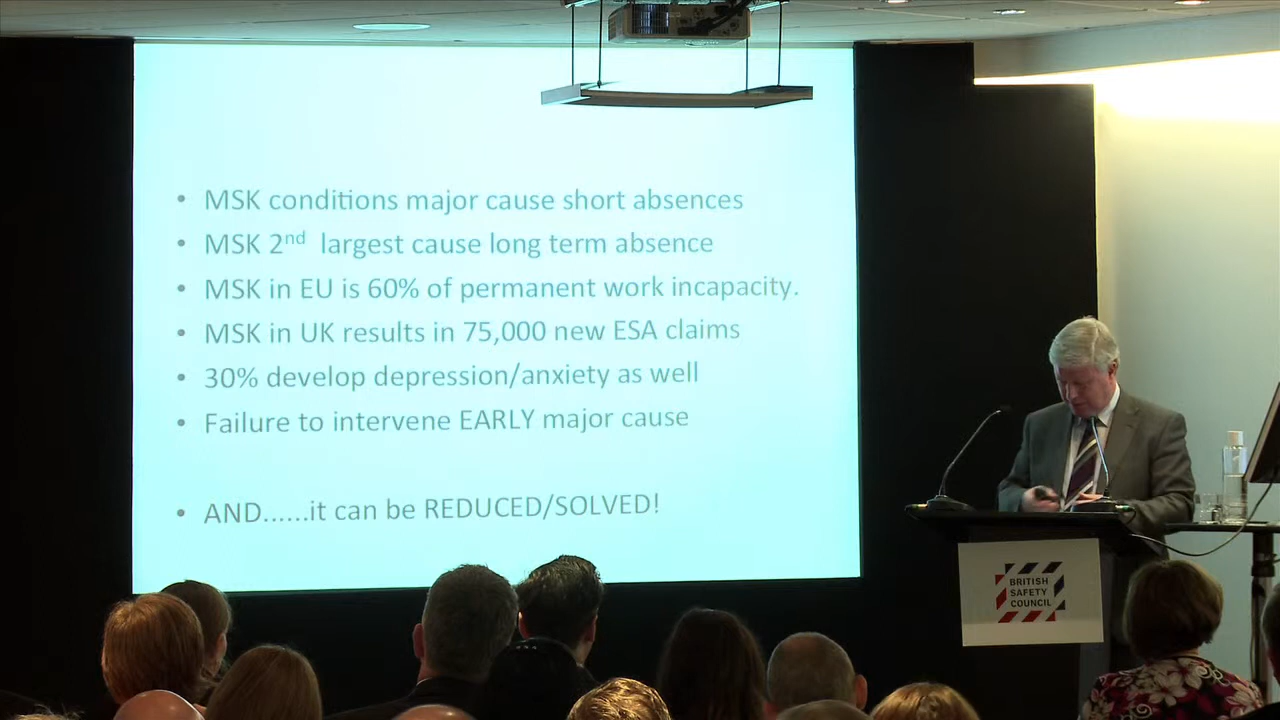 • MSK conditions major cause short absences
• MSK 2nd largest cause long term absence
• MSK in EU is 60% of permanent work incapacity.
• MSK in UK results in 75,000 new ESA claims
• 30% develop depression/anxiety as well
• Failure to intervene EARLY major cause
• AND......it can be REDUCED/SOLVED!
BRITISH
SAFETY
COUNCIL